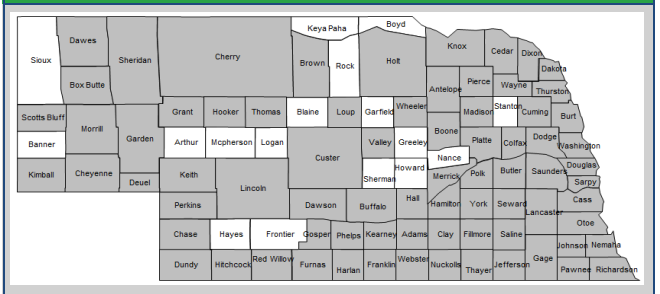 Keya Paha
Boyd
Sioux
Dawes
Sheridan
Cherry
Brown
Rock
Holt
Knox
Cedar
Dixon
Dakota
Box Butte
Antelope
Pierce
Wayne
Thurston
Scotts Bluff
Morrill
Garden
Grant
Hooker
Thomas
Blaine
Loup
Garfield
Wheeler
Madison
Stanton
Cuming
Burt
Banner
Arthur
Mcpherson
Logan
Custer
Valley
Greeley
Boone
Platte
Colfax
Dodge
Washington
Nance
Kimball
Cheyenne
Deuel
Keith
Lincoln
Sherman
Howard
Merrick
Polk
Butler
Saunders
Douglas
Sarpy
Perkins
Dawson
Buffalo
Hall
Hamilton
York
Seward
Lancaster
Cass
Otoe
Chase
Hayes
Frontier
Gosper
Phelps
Kearney
Adams
Clay
Fillmore
Saline
Johnson
Nemaha
Dundy
Hitchcock
Red Willow
Furnas
Harlan
Franklin
Webster
Nuckolls
Thayer
Jefferson
Gage
Pawnee
Richardson